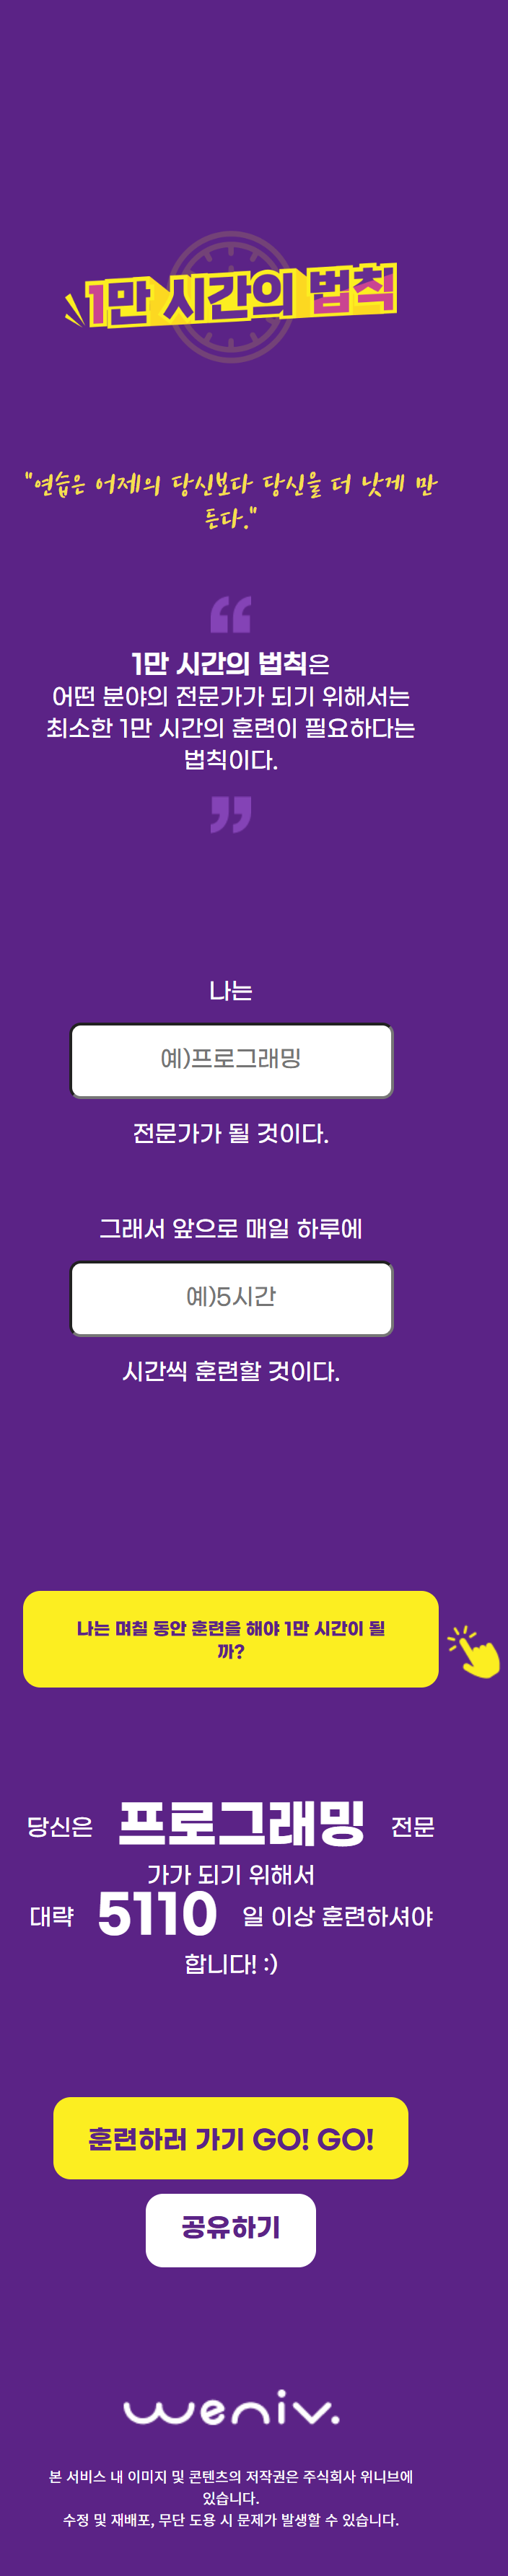 1만 시간의 법칙
"연습은 어제의 당신보다 당신을 더 낫게 만
든다."
“
1만 시간의 법칙은
어떤 분야의 전문가가 되기 위해서는
최소한 1만 시간의 훈련이 필요하다는
법칙이다.
”
나는
예)프로그래밍
전문가가 될 것이다.
그래서 앞으로 매일 하루에
예)5시간
시간씩 훈련할 것이다.
나는 며칠 동안 훈련을 해야 1만 시간이 될
까?
당신은 프로그래밍 전문
가가 되기 위해서
대략 5110 일 이상 훈련하셔야
합니다! :)
훈련하러 가기 GO! GO!
공유하기
weniv.
본 서비스 내 이미지 및 콘텐츠의 저작권은 주식회사 위니브에
있습니다.
수정 및 재배포, 무단 도용 시 문제가 발생할 수 있습니다.